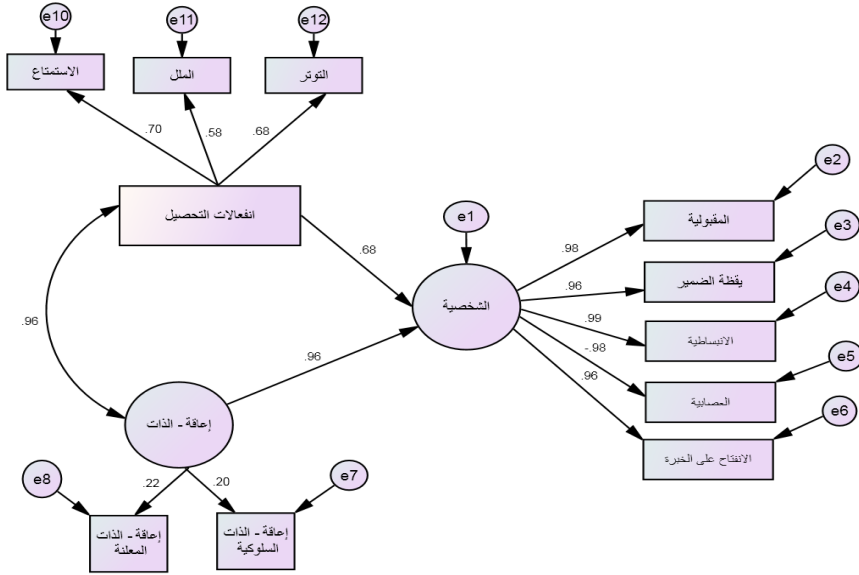 e10
e11
e12
الاستمتاع
الملل
التوتر
.70
.58
.68
انفعالات التحصيل
e2
المقبولية
e1
.68
.98
e3
يقظة الضمير
.96
الشخصية
e4
.99
الانبساطية
.96
-.98
e5
العصابية
.96
.96
e6
الانفتاح على الخبرة
إعاقة - الذات
.22
.20
e8
e7
إعاقة - الذات
المعلنة
إعاقة - الذات
السلوكية